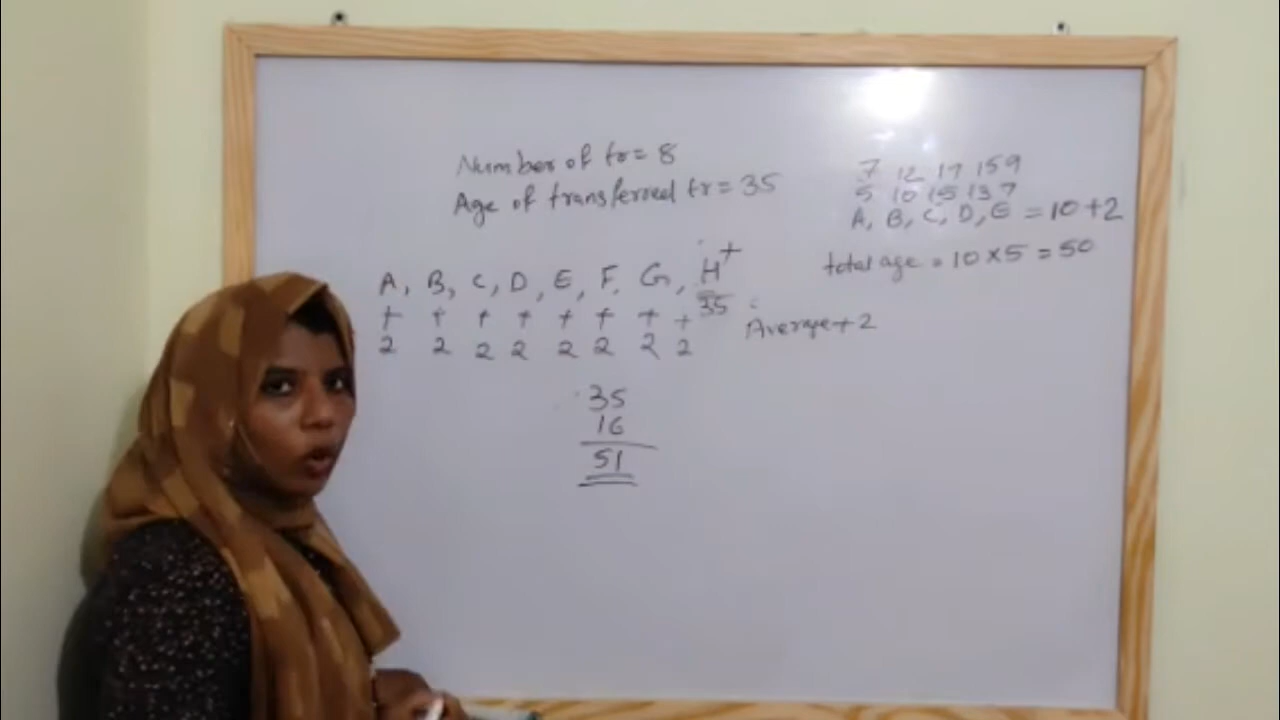 Number of tr = 8
Age of transferred tr = 35
A, B, C, D, E, F, G, H +
35
+ + + + + + + +
2 2 2 2 2 2 2 2
Average + 2
35
16
51
7 12 17 15 9
5 10 15 13 7
A, B, C, D, E = 10 + 2
total age = 10 × 5 = 50